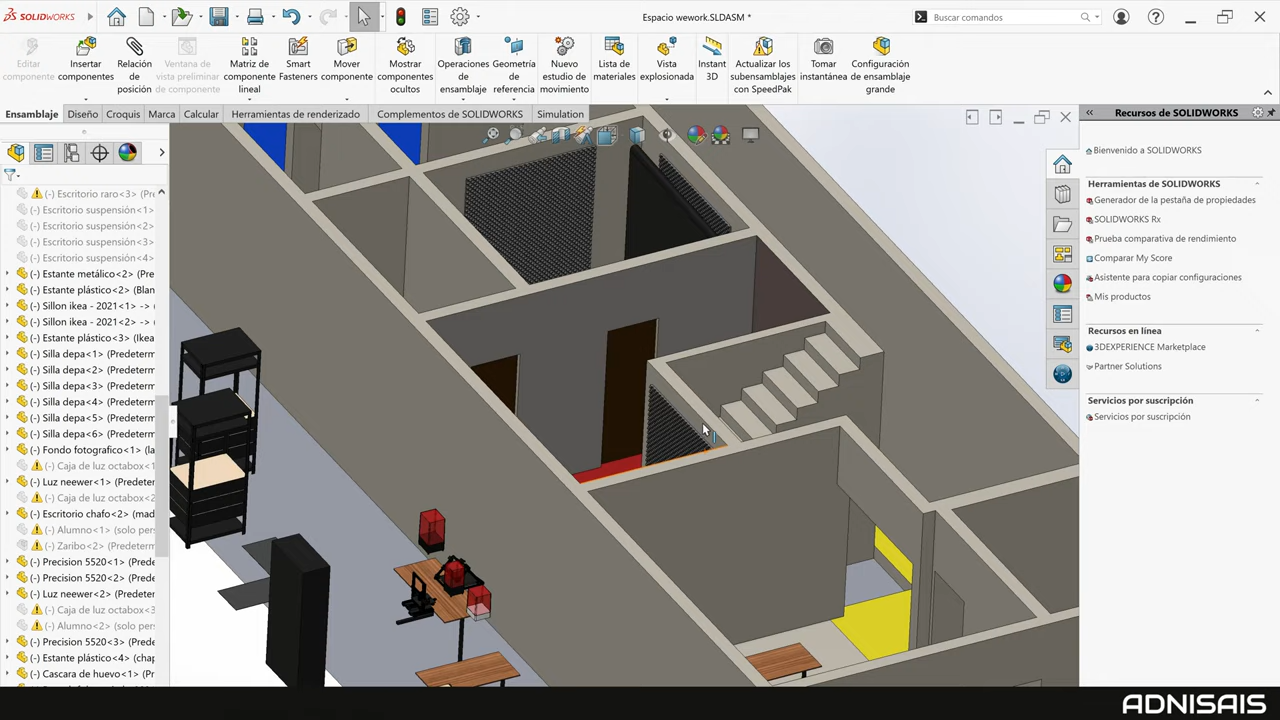 SOLIDWORKS
Espacio wework.SLDASM *
Buscar comandos
Editar componente
Insertar componentes
Relación de posición
Ventana de vista preliminar de componente
Matriz de componente lineal
Smart Fasteners
Mover componente
Mostrar componentes ocultos
Operaciones de ensamblaje
Geometría de referencia
Nuevo estudio de movimiento
Lista de materiales
Vista explosionada
Instant 3D
Actualizar los subensamblajes con SpeedPak
Tomar instantánea
Configuración de ensamblaje grande
Ensamblaje
Diseño
Croquis
Marca
Calcular
Herramientas de renderizado
Complementos de SOLIDWORKS
Simulation
(-) Escritorio raro<3> (Pre
(-) Escritorio suspensión<1>
(-) Escritorio suspensión<2>
(-) Escritorio suspensión<3>
(-) Escritorio suspensión<4>
(-) Estante metálico<2> (Pred
(-) Estante plástico<2> (Blan
(-) Sillon ikea - 2021<1> ->
(-) Sillon ikea - 2021<2> ->
(-) Estante plástico<3> (Ikea
(-) Silla depa<1> (Predeterm
(-) Silla depa<2> (Predeterm
(-) Silla depa<3> (Predeterm
(-) Silla depa<4> (Predeterm
(-) Silla depa<5> (Predeterm
(-) Silla depa<6> (Predeterm
(-) Fondo fotografico<1> (la
(-) Caja de luz octabox<1
(-) Luz neewer<1> (Predeter
(-) Caja de luz octabox<2
(-) Escritorio chafo<2> (mad
(-) Alumno<1> (solo pers
(-) Zaribo<2> (Predeterm
(-) Precision 5520<1> (Prede
(-) Precision 5520<2> (Prede
(-) Luz neewer<2> (Predeter
(-) Caja de luz octabox<3
(-) Alumno<2> (solo pers
(-) Precision 5520<3> (Prede
(-) Estante plástico<4> (chap
(-) Cascara de huevo<1> (Pr
Recursos de SOLIDWORKS
Bienvenido a SOLIDWORKS
Herramientas de SOLIDWORKS
Generador de la pestaña de propiedades
SOLIDWORKS Rx
Prueba comparativa de rendimiento
Comparar My Score
Asistente para copiar configuraciones
Mis productos
Recursos en línea
3DEXPERIENCE Marketplace
Partner Solutions
Servicios por suscripción
Servicios por suscripción
ADNISAIS